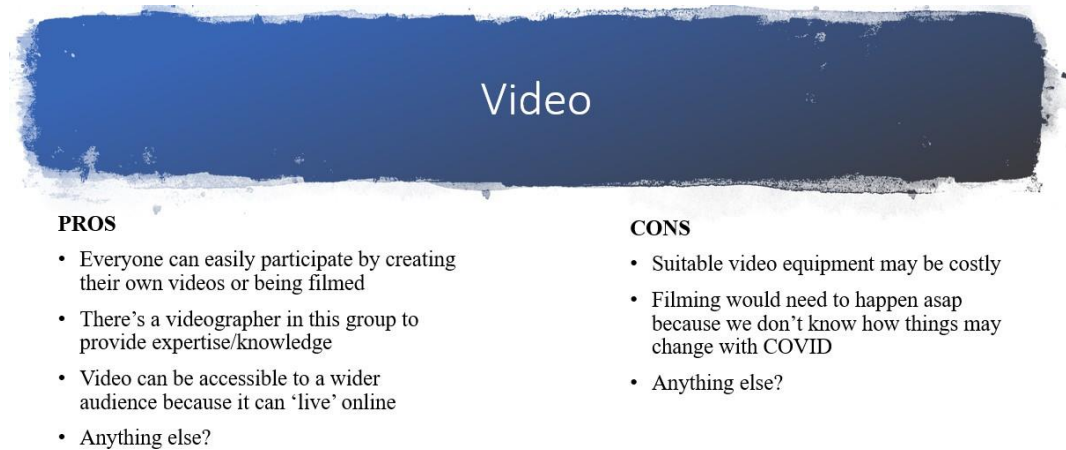 Video
PROS
• Everyone can easily participate by creating
their own videos or being filmed
• There’s a videographer in this group to
provide expertise/knowledge
• Video can be accessible to a wider
audience because it can ‘live’ online
• Anything else?
CONS
• Suitable video equipment may be costly
• Filming would need to happen asap
because we don’t know how things may
change with COVID
• Anything else?